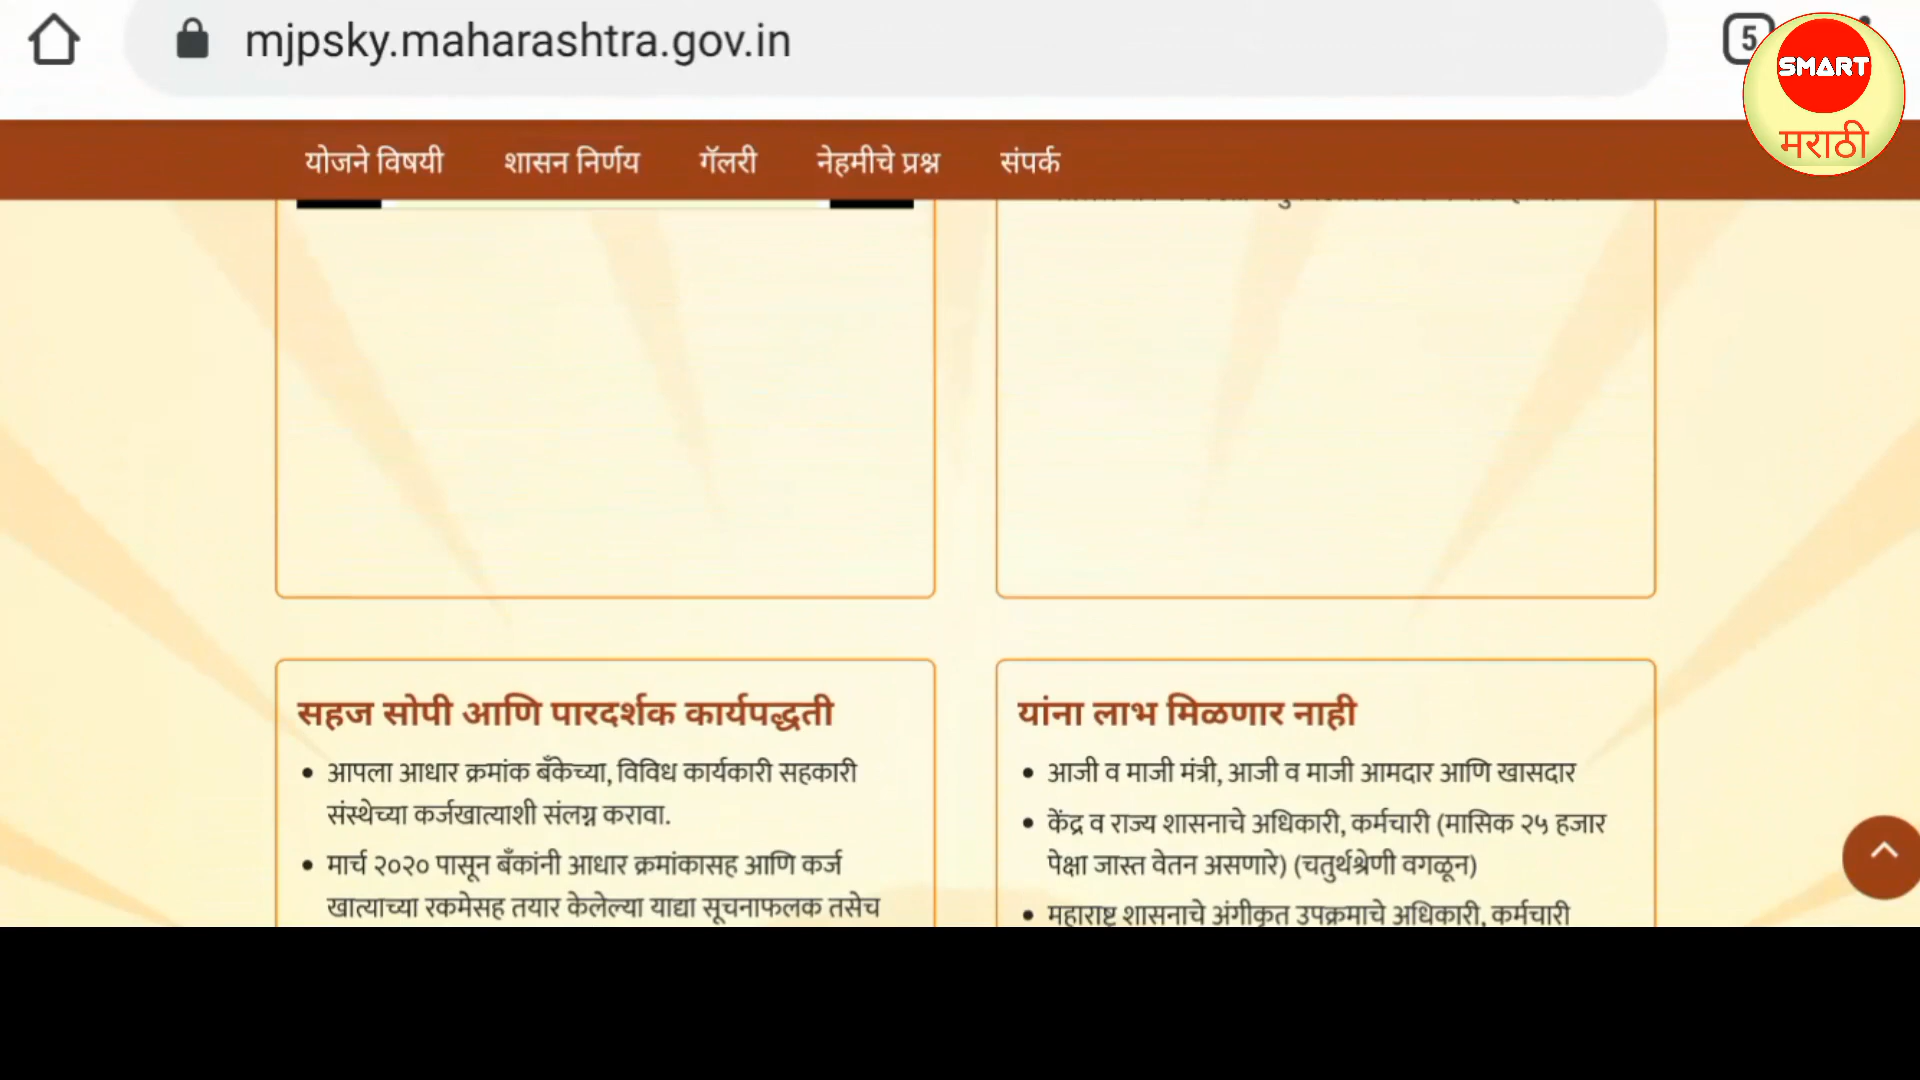 mjpsky.maharashtra.gov.in
5
SMART
मराठी
योजने विषयी शासन निर्णय गॅलरी नेहमीचे प्रश्न संपर्क
सहज सोपी आणि पारदर्शक कार्यपद्धती
• आपला आधार क्रमांक बँकेच्या, विविध कार्यकारी सहकारी
संस्थेच्या कर्जखात्याशी संलग्न करावा.
• मार्च २०२० पासून बँकांनी आधार क्रमांकासह आणि कर्ज
खात्याच्या रकमेसह तयार केलेल्या याद्या सूचनाफलक तसेच
यांना लाभ मिळणार नाही
• आजी व माजी मंत्री, आजी व माजी आमदार आणि खासदार
• केंद्र व राज्य शासनाचे अधिकारी, कर्मचारी (मासिक २५ हजार
पेक्षा जास्त वेतन असणारे) (चतुर्थश्रेणी वगळून)
• महाराष्ट्र शासनाचे अंगीकृत उपक्रमाचे अधिकारी, कर्मचारी